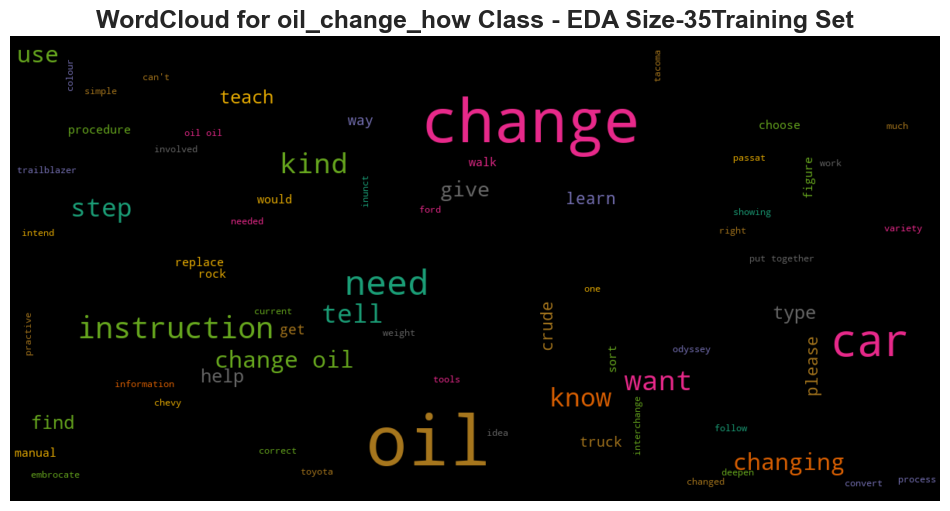 WordCloud for oil_change_how Class - EDA Size-35Training Set
use
colour
can't
simple
teach
tacoma
change
procedure
oil oil
way
choose
much
involved
kind
walk
passat
work
trailblazer
inunct
give
figure
step
would
learn
ford
showing
needed
intend
right
variety
replace
rock
put together
need
one
current
tell
crude
type
practive
instruction
get
weight
car
change oil
sort
odyssey
please
help
information
tools
want
chevy
know
interchange
find
oil
idea
follow
manual
correct
truck
changing
embrocate
toyota
deepen
changed
convert
process